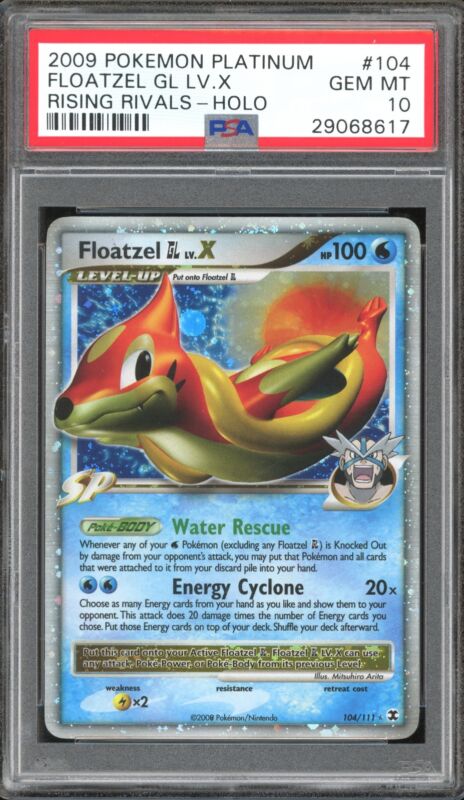 2009 POKEMON PLATINUM #104
FLOATZEL GL LV.X GEM MT
RISING RIVALS – HOLO 10
PSA 29068617
Floatzel GL LV.X HP 100
LEVEL-UP Put onto Floatzel GL
SP
Poké-BODY Water Rescue
Whenever any of your Pokémon (excluding any Floatzel GL) is Knocked Out
by damage from your opponent's attack, you may put that Pokémon and all cards
that were attached to it from your discard pile into your hand.
Energy Cyclone 20x
Choose as many Energy cards from your hand as you like and show them to your
opponent. This attack does 20 damage times the number of Energy cards you
chose. Put those Energy cards on top of your deck. Shuffle your deck afterward.
Put this card onto your Active Floatzel GL. Floatzel GL LV.X can use
any attack, Poké-Power, or Poké-Body from its previous Level.
Illus. Mitsuhiro Arita
weakness resistance retreat cost
×2
©2009 Pokémon/Nintendo 104/111